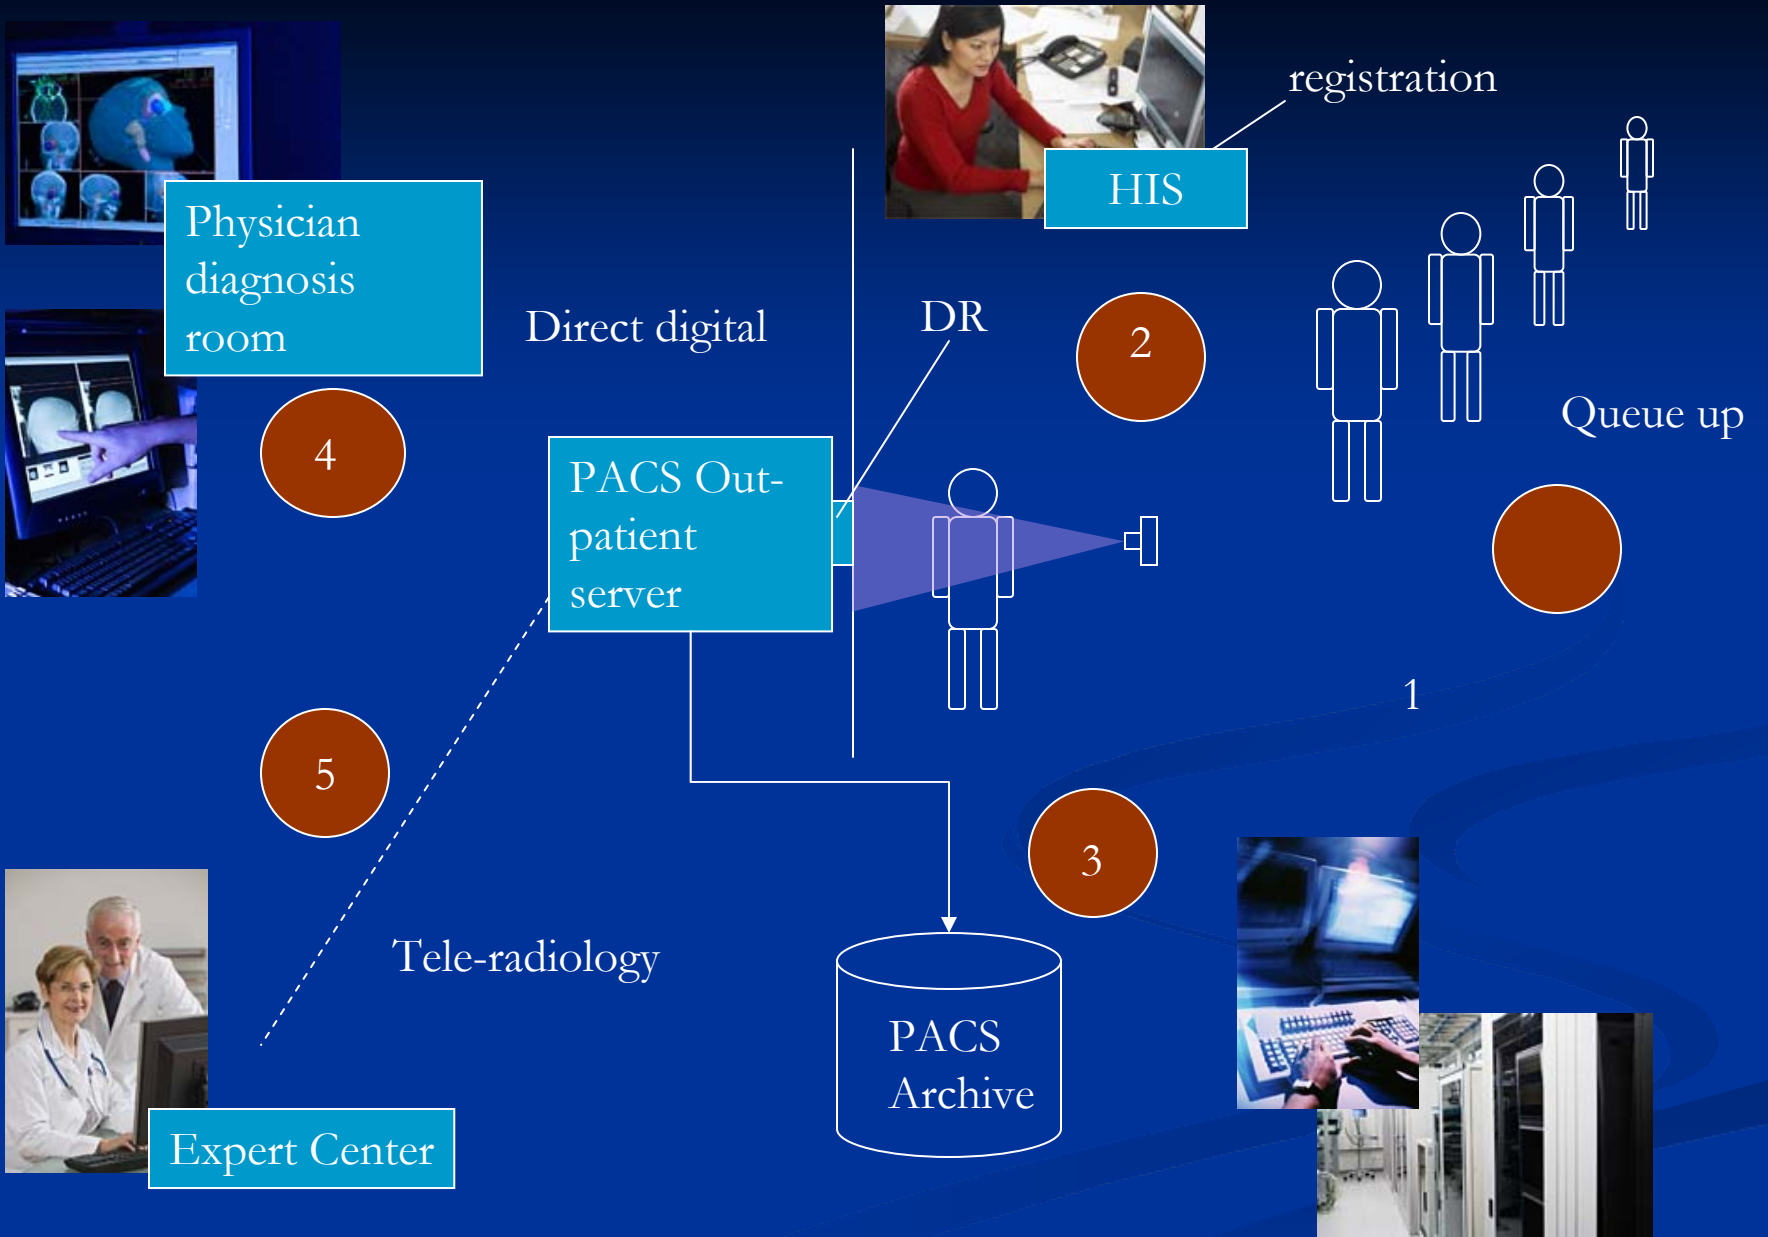 registration
HIS
Physician
diagnosis
room
Direct digital
DR
2
Queue up
4
PACS Out-
patient
server
1
5
3
Tele-radiology
PACS
Archive
Expert Center